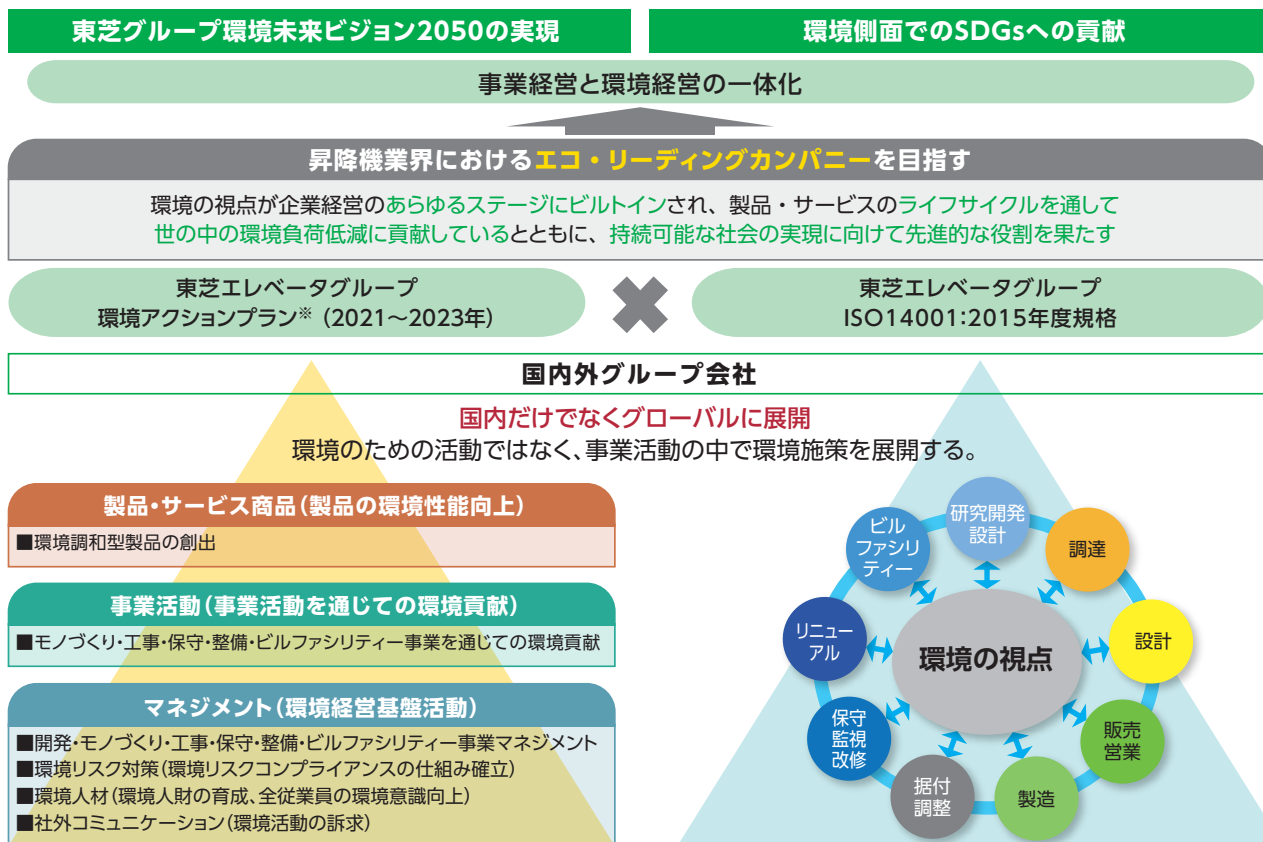 東芝グループ環境未来ビジョン2050の実現
環境側面でのSDGsへの貢献
事業経営と環境経営の一体化
昇降機業界におけるエコ・リーディングカンパニーを目指す
環境の視点が企業経営のあらゆるステージにビルトインされ、製品・サービスのライフサイクルを通して
世の中の環境負荷低減に貢献しているとともに、持続可能な社会の実現に向けて先進的な役割を果たす
東芝エレベータグループ
環境アクションプラン※（2021～2023年）
東芝エレベータグループ
ISO14001:2015年度規格
国内外グループ会社
国内だけでなくグローバルに展開
環境のための活動ではなく、事業活動の中で環境施策を展開する。
製品・サービス商品（製品の環境性能向上）
■環境調和型製品の創出
事業活動（事業活動を通じての環境貢献）
■モノづくり・工事・保守・整備・ビルファシリティー事業を通じての環境貢献
マネジメント（環境経営基盤活動）
■開発・モノづくり・工事・保守・整備・ビルファシリティー事業マネジメント
■環境リスク対策（環境リスクコンプライアンスの仕組み確立）
■環境人材（環境人財の育成、全従業員の環境意識向上）
■社外コミュニケーション（環境活動の訴求）
環境の視点
研究開発
設計
調達
設計
販売
営業
製造
据付
調整
保守
監視
改修
リニュー
アル
ビル
ファシリ
ティー